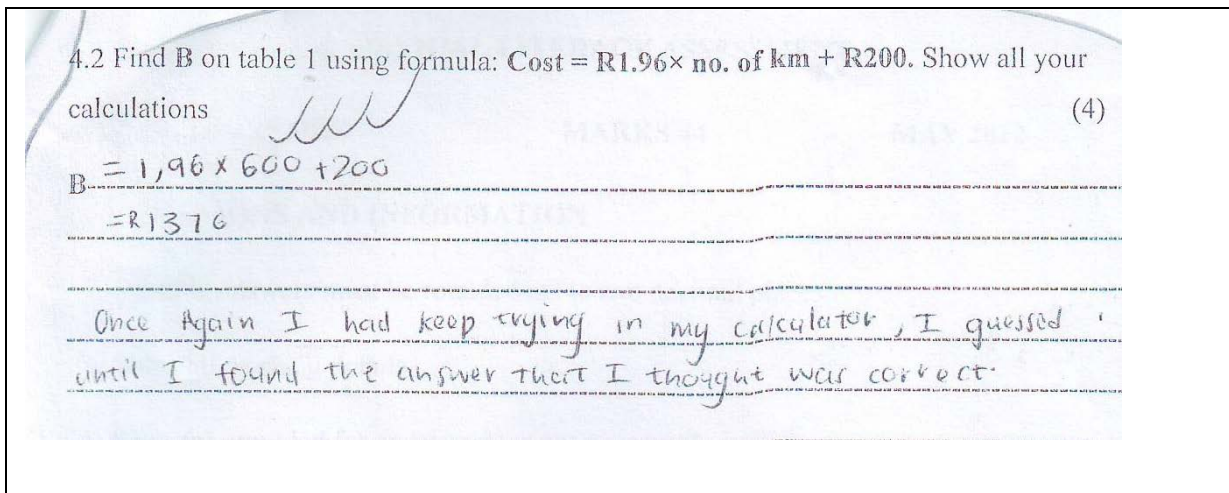 4.2 Find B on table 1 using formula: Cost = R1.96× no. of km + R200. Show all your
calculations (4)
B = 1,96 × 600 + 200
= R1376
Once Again I had keep trying in my calculator, I guessed
until I found the answer that I thought was correct.